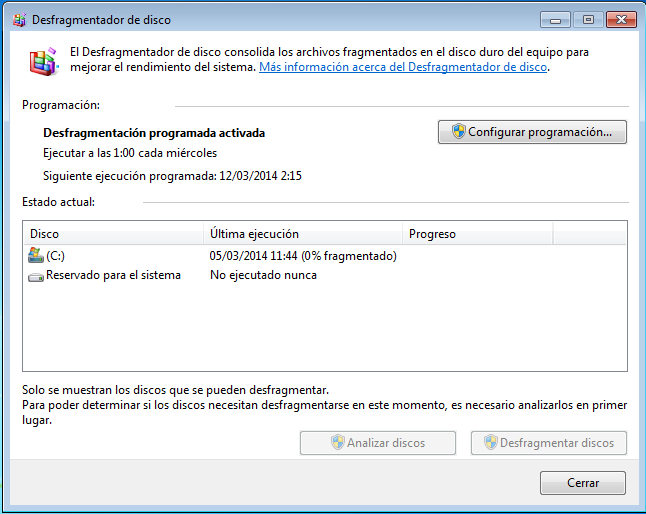 Desfragmentador de disco
El Desfragmentador de disco consolida los archivos fragmentados en el disco duro del equipo para
mejorar el rendimiento del sistema. Más información acerca del Desfragmentador de disco.
Programación:
Desfragmentación programada activada
Configurar programación...
Ejecutar a las 1:00 cada miércoles
Siguiente ejecución programada: 12/03/2014 2:15
Estado actual:
Disco Última ejecución Progreso
(C:) 05/03/2014 11:44 (0% fragmentado)
Reservado para el sistema No ejecutado nunca
Solo se muestran los discos que se pueden desfragmentar.
Para poder determinar si los discos necesitan desfragmentarse en este momento, es necesario analizarlos en primer
lugar.
Analizar discos Desfragmentar discos
Cerrar